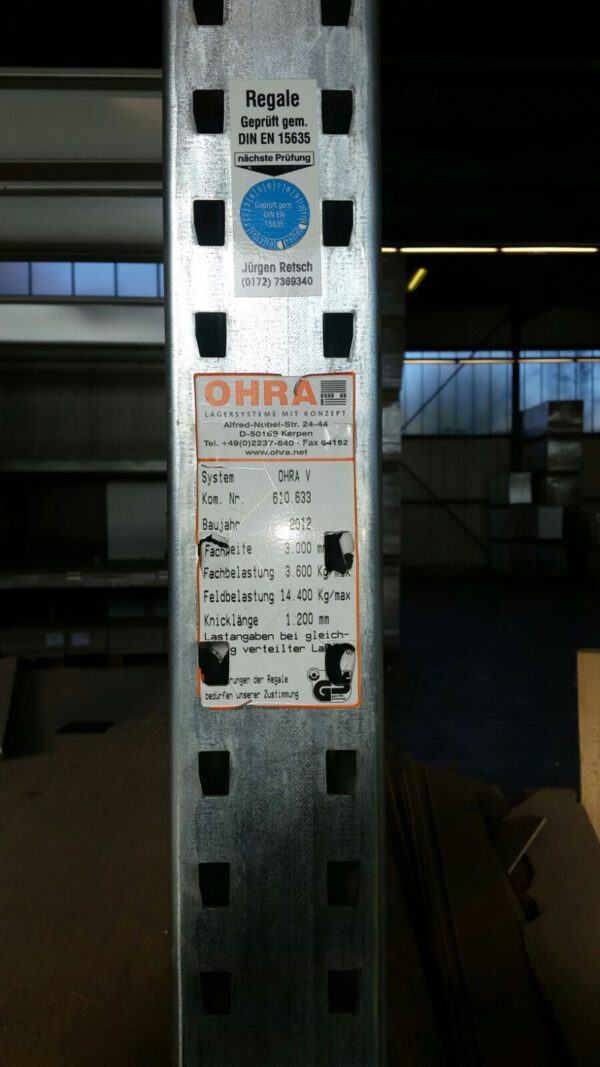 Regale
Geprüft gem.
DIN EN 15635
nächste Prüfung
Geprüft gem.
DIN EN
15635
Jürgen Retsch
(0172) 7369340
OHRA
LAGERSYSTEME MIT KONZEPT
Alfred-Nobel-Str. 24-44
D-50169 Kerpen
Tel. +49(0)2237-640 · Fax 64152
www.ohra.net
System OHRA V
Kom. Nr. 610.633
Baujahr 2012
3.000
Fachbelastung 3.600 Kg/max
Feldbelastung 14.400 Kg/max
Knicklänge 1.200 mm
Lastangaben bei gleich-
verteilter
der Regale
bedürfen unserer Zustimmung
GS